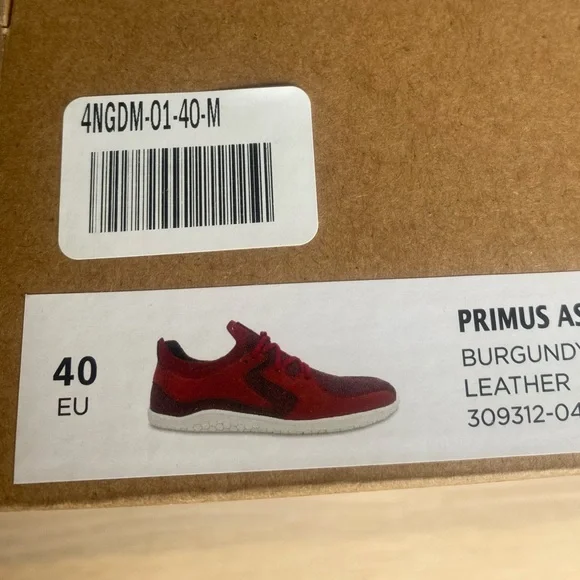 4NGDM-01-40-M
40
EU
PRIMUS AS
BURGUNDY
LEATHER
309312-04